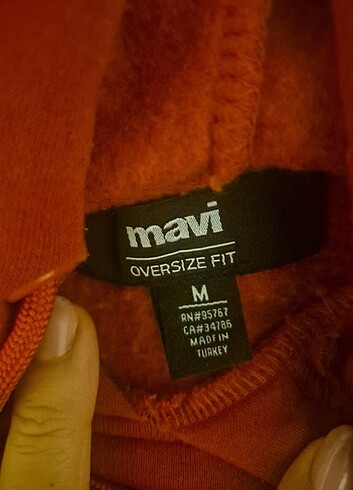 mavi
OVERSIZE FIT
M
RN#95767
CA#34786
MADE IN
TURKEY